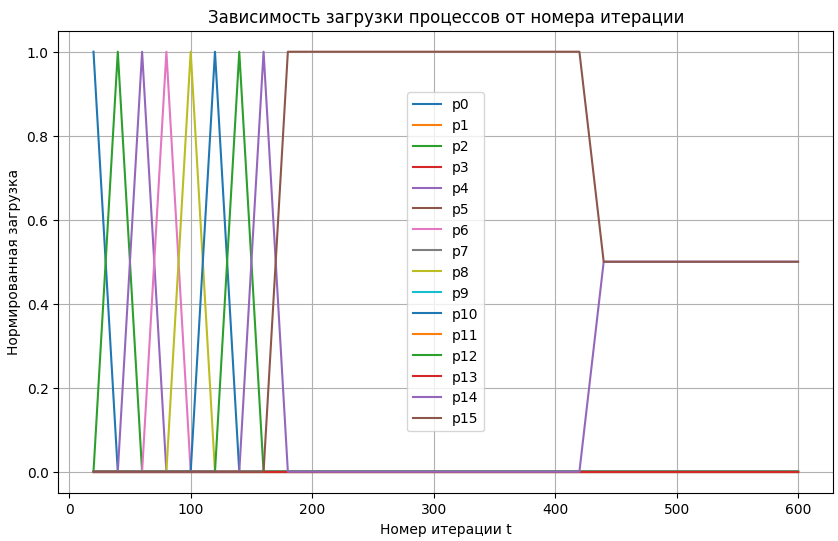 Зависимость загрузки процессов от номера итерации
1.0
0.8
0.6
0.4
0.2
0.0
Нормированная загрузка
p0
p1
p2
p3
p4
p5
p6
p7
p8
p9
p10
p11
p12
p13
p14
p15
0 100 200 300 400 500 600
Номер итерации t